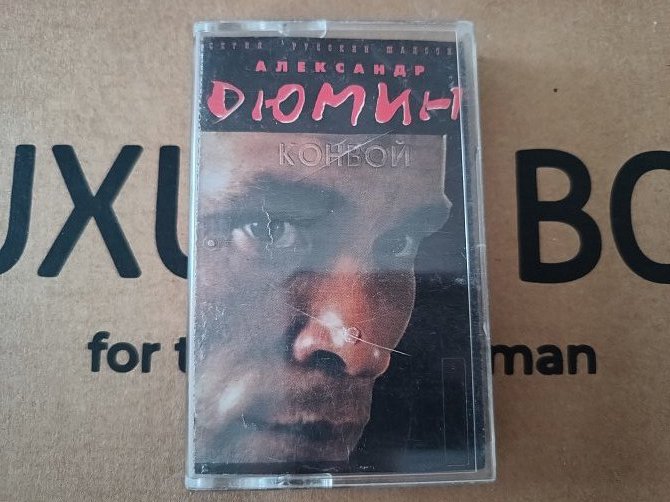 СЕРИЯ РУССКИЙ ШАНСОН
АЛЕКСАНДР
ДЮМИН
КОНВОЙ
UXU BO
for t man